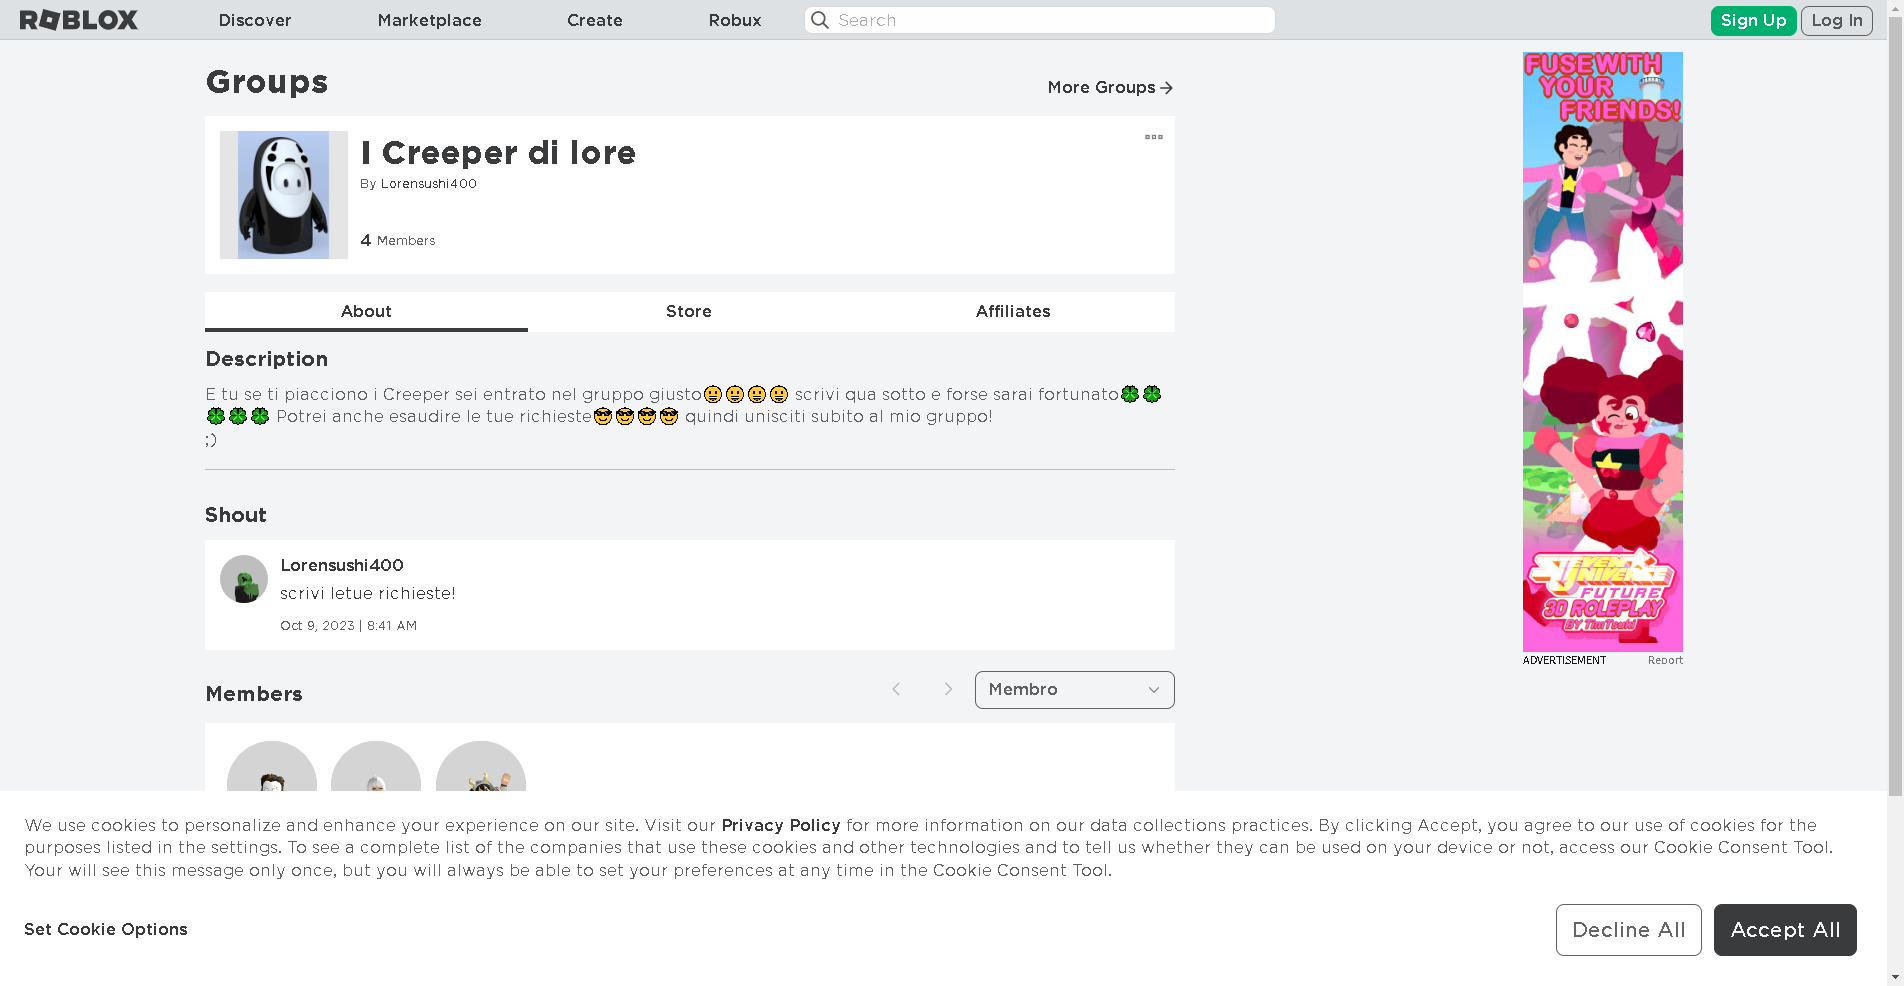 ROBLOX
Discover
Marketplace
Create
Robux
Search
Sign Up
Log In
Groups
More Groups
I Creeper di lore
By Lorensushi400
4 Members
About
Store
Affiliates
Description
E tu se ti piacciono i Creeper sei entrato nel gruppo giusto😀😀😀😀 scrivi qua sotto e forse sarai fortunato🍀🍀
🍀🍀🍀 Potrei anche esaudire le tue richieste😎😎😎😎 quindi unisciti subito al mio gruppo!
;)
Shout
Lorensushi400
scrivi letue richieste!
Oct 9, 2023 | 8:41 AM
Members
Membro
FUSE WITH
YOUR
FRIENDS!
STEVEN
UNIVERSE
FUTURE
3D ROLEPLAY
BY TimTsuki
ADVERTISEMENT
Report
We use cookies to personalize and enhance your experience on our site. Visit our Privacy Policy for more information on our data collections practices. By clicking Accept, you agree to our use of cookies for the
purposes listed in the settings. To see a complete list of the companies that use these cookies and other technologies and to tell us whether they can be used on your device or not, access our Cookie Consent Tool.
Your will see this message only once, but you will always be able to set your preferences at any time in the Cookie Consent Tool.
Set Cookie Options
Decline All
Accept All